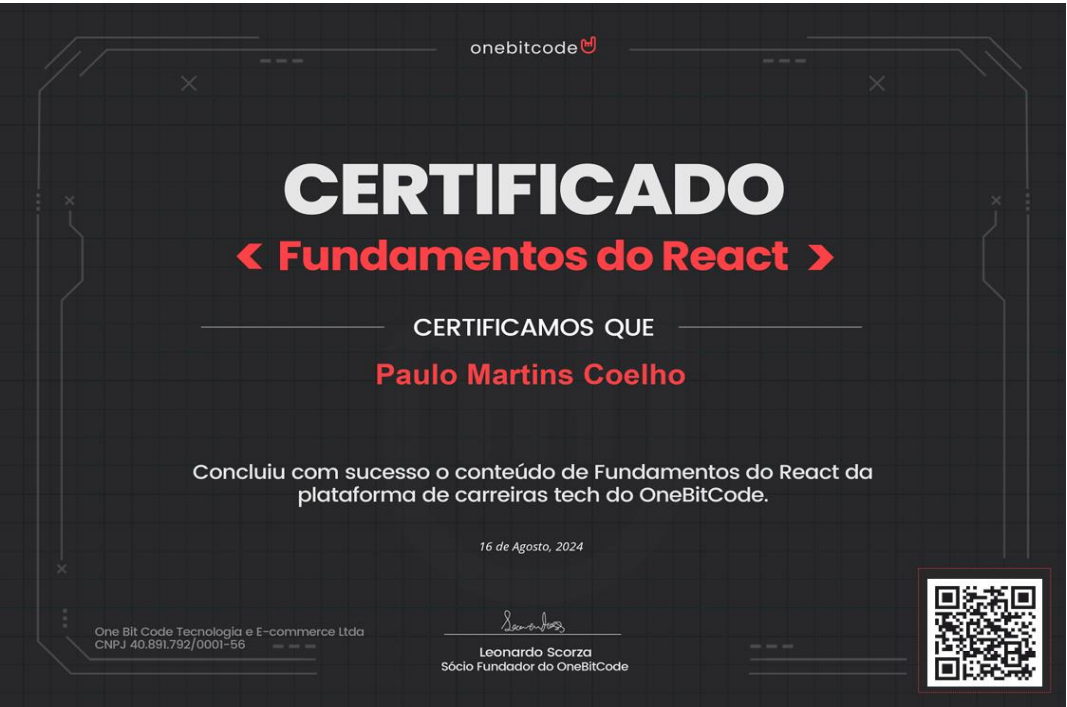 onebitcode
CERTIFICADO
< Fundamentos do React >
CERTIFICAMOS QUE
Paulo Martins Coelho
Concluiu com sucesso o conteúdo de Fundamentos do React da
plataforma de carreiras tech do OneBitCode.
16 de Agosto, 2024
One Bit Code Tecnologia e E-commerce Ltda
CNPJ 40.891.792/0001-56
Leonardo Scorza
Sócio Fundador do OneBitCode